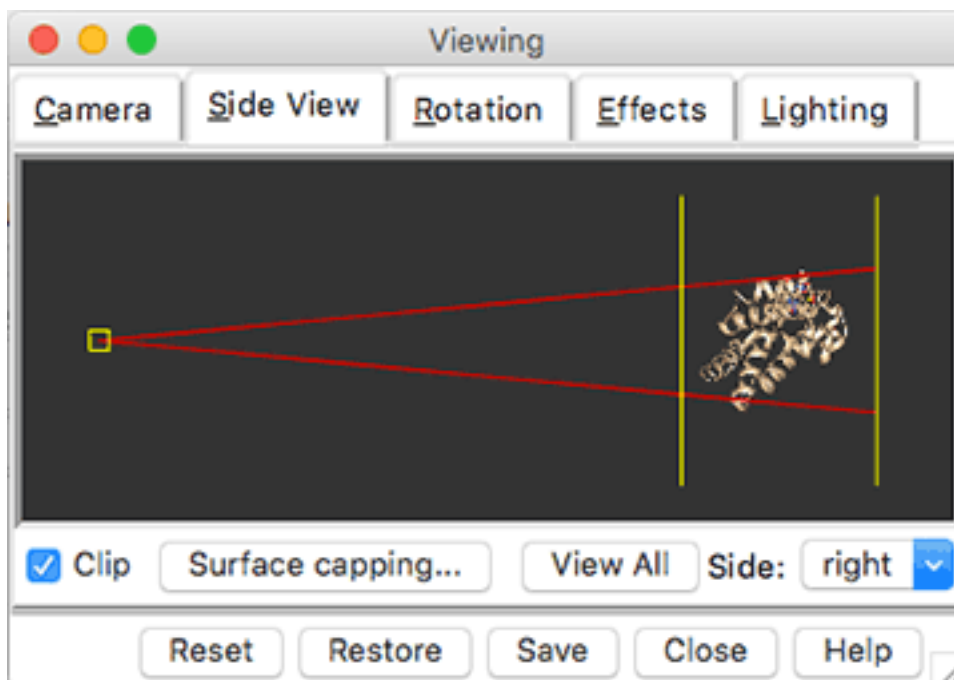 Viewing
Camera Side View Rotation Effects Lighting
Clip Surface capping... View All Side: right
Reset Restore Save Close Help